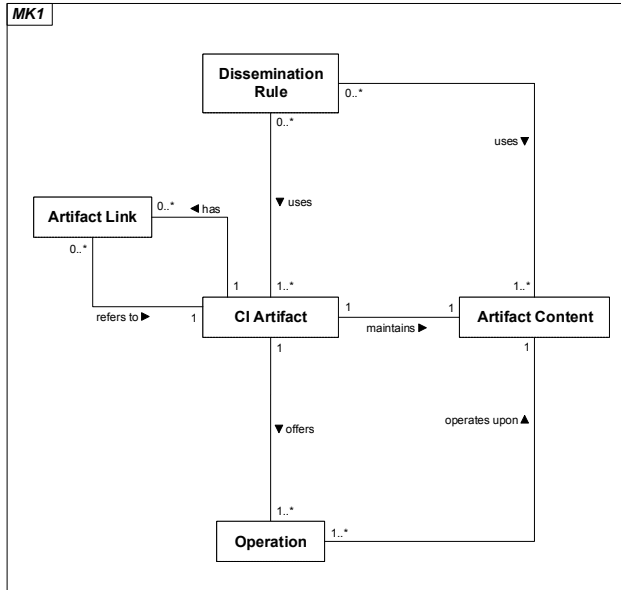 MK1
Dissemination
Rule
0..*
0..*
uses ▼
▼ uses
0..*
◄ has
Artifact Link
0..*
1
1..*
1..*
refers to ►
1
CI Artifact
1
maintains ►
1
Artifact Content
1
1
▼ offers
operates upon ▲
1..*
Operation
1..*